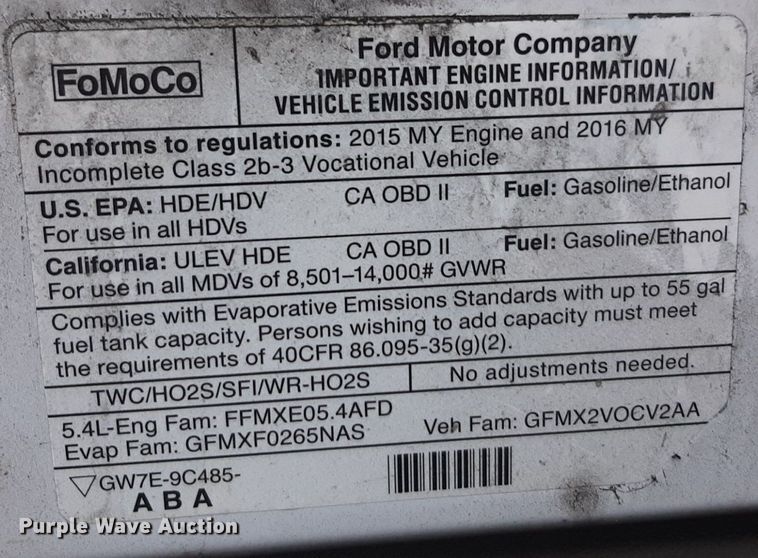 FoMoCo
Ford Motor Company
IMPORTANT ENGINE INFORMATION/
VEHICLE EMISSION CONTROL INFORMATION
Conforms to regulations: 2015 MY Engine and 2016 MY
Incomplete Class 2b-3 Vocational Vehicle
U.S. EPA: HDE/HDV CA OBD II Fuel: Gasoline/Ethanol
For use in all HDVs
California: ULEV HDE CA OBD II Fuel: Gasoline/Ethanol
For use in all MDVs of 8,501–14,000# GVWR
Complies with Evaporative Emissions Standards with up to 55 gal
fuel tank capacity. Persons wishing to add capacity must meet
the requirements of 40CFR 86.095-35(g)(2).
TWC/HO2S/SFI/WR-HO2S No adjustments needed.
5.4L-Eng Fam: FFMXE05.4AFD
Evap Fam: GFMXF0265NAS Veh Fam: GFMX2VOCV2AA
GW7E-9C485-
ABA
Purple Wave Auction